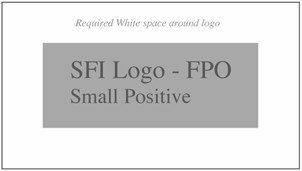 Required White space around logo
SFI Logo - FPO
Small Positive